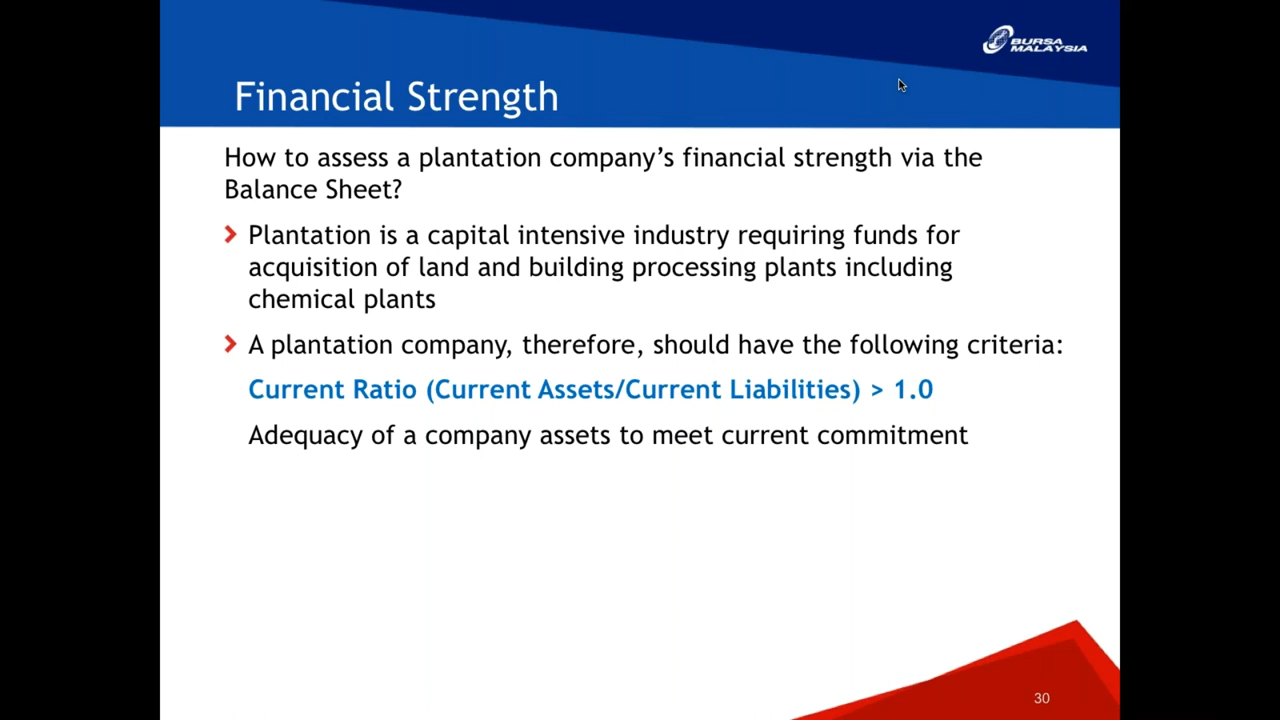 BURSA
MALAYSIA
Financial Strength
How to assess a plantation company’s financial strength via the
Balance Sheet?
Plantation is a capital intensive industry requiring funds for
acquisition of land and building processing plants including
chemical plants
A plantation company, therefore, should have the following criteria:
Current Ratio (Current Assets/Current Liabilities) > 1.0
Adequacy of a company assets to meet current commitment
30